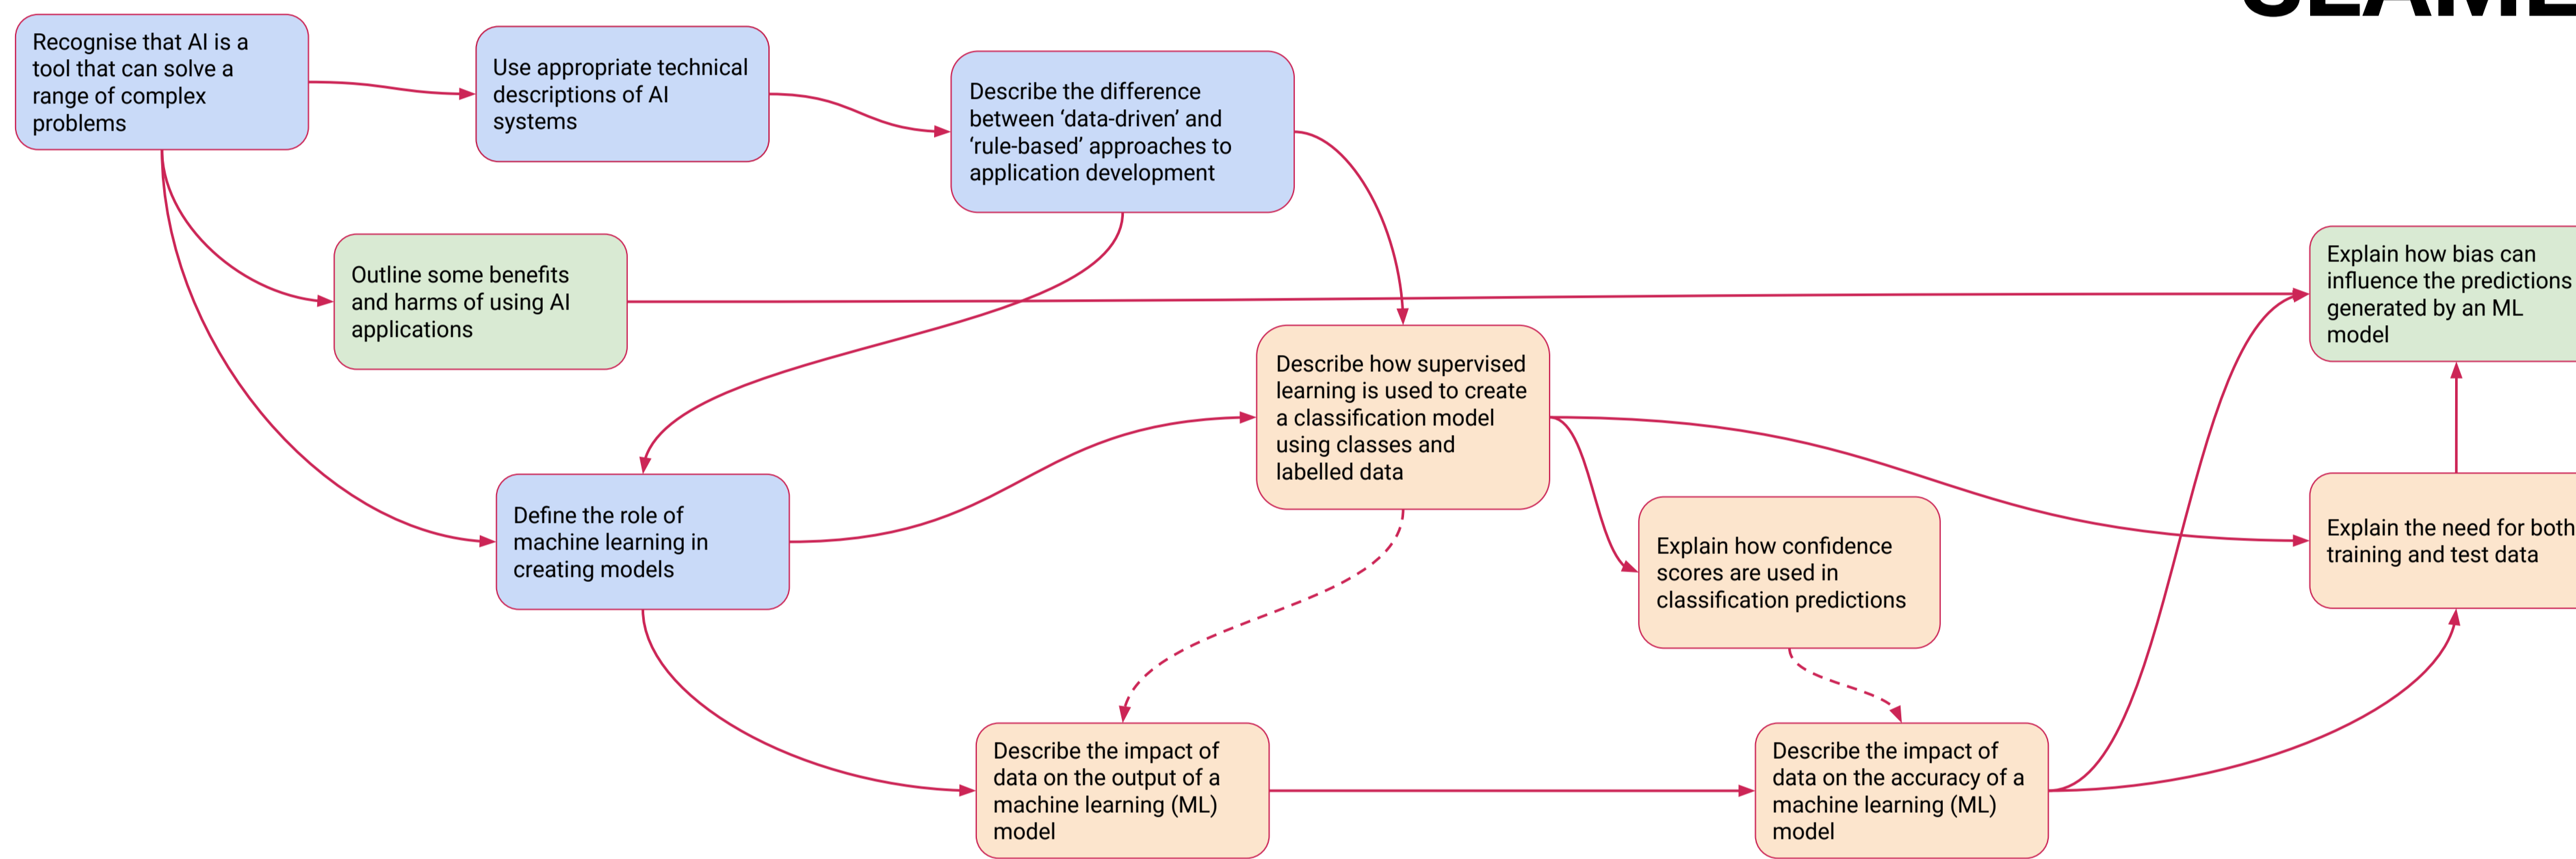 Recognise that AI is a
tool that can solve a
range of complex
problems
Use appropriate technical
descriptions of AI
systems
Describe the difference
between ‘data-driven’ and
‘rule-based’ approaches to
application development
Outline some benefits
and harms of using AI
applications
Explain how bias can
influence the predictions
generated by an ML
model
Describe how supervised
learning is used to create
a classification model
using classes and
labelled data
Define the role of
machine learning in
creating models
Explain how confidence
scores are used in
classification predictions
Explain the need for both
training and test data
Describe the impact of
data on the output of a
machine learning (ML)
model
Describe the impact of
data on the accuracy of a
machine learning (ML)
model